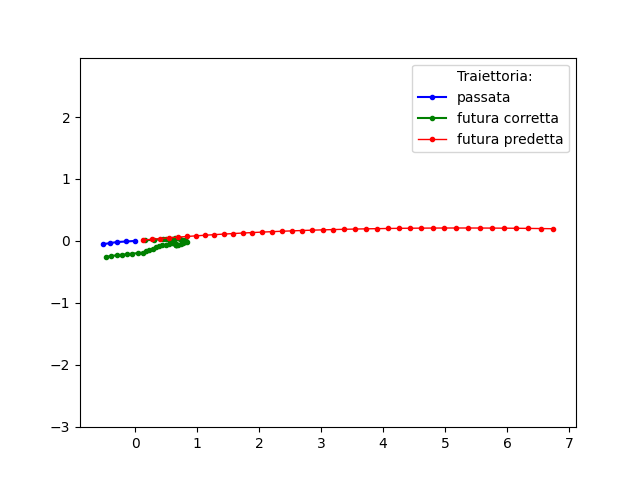 Traiettoria:
passata
futura corretta
futura predetta
2
1
0
−1
−2
−3
0 1 2 3 4 5 6 7